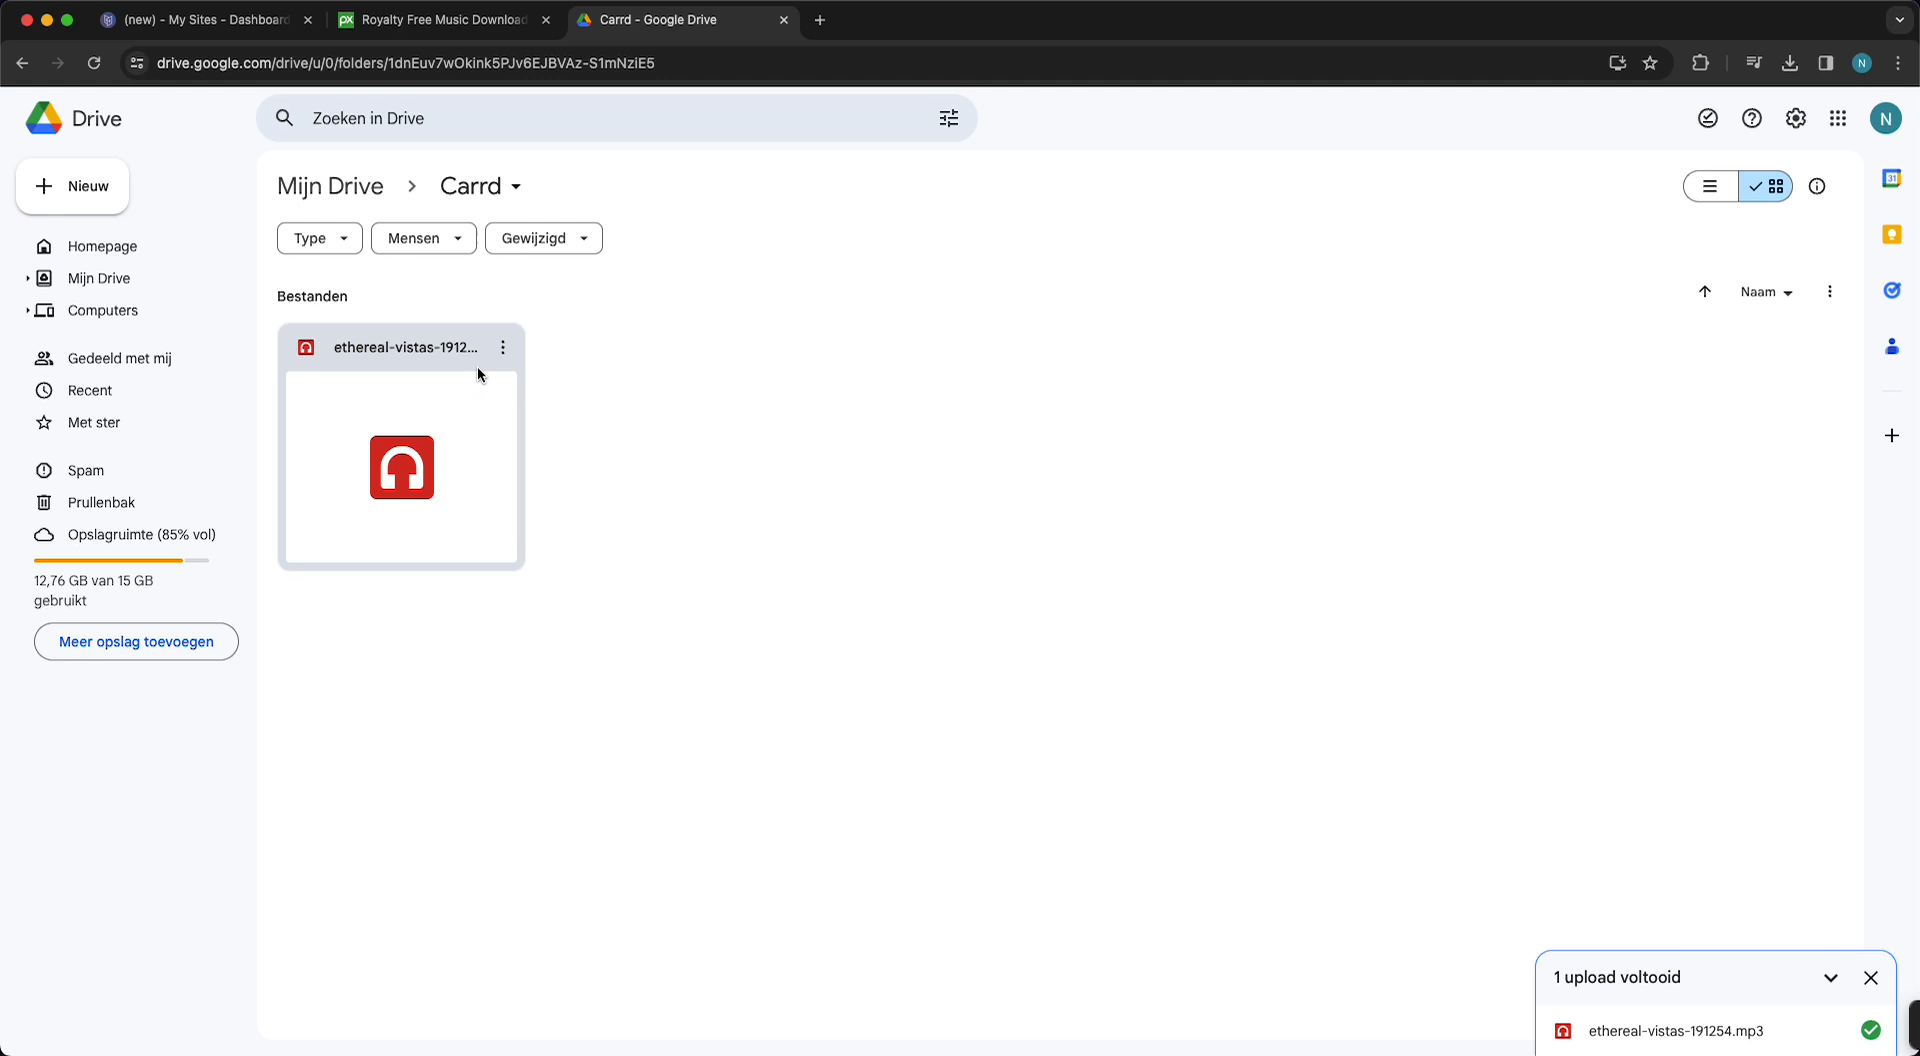 (new) - My Sites - Dashboard
px Royalty Free Music Download
Carrd - Google Drive
drive.google.com/drive/u/0/folders/1dnEuv7wOkink5PJv6EJBVAz-S1mNziE5
N
Drive
Zoeken in Drive
N
Nieuw
Mijn Drive > Carrd
31
Type
Mensen
Gewijzigd
Homepage
Mijn Drive
Computers
Bestanden
Naam
ethereal-vistas-1912...
Gedeeld met mij
Recent
Met ster
Spam
Prullenbak
Opslagruimte (85% vol)
12,76 GB van 15 GB
gebruikt
Meer opslag toevoegen
1 upload voltooid
ethereal-vistas-191254.mp3